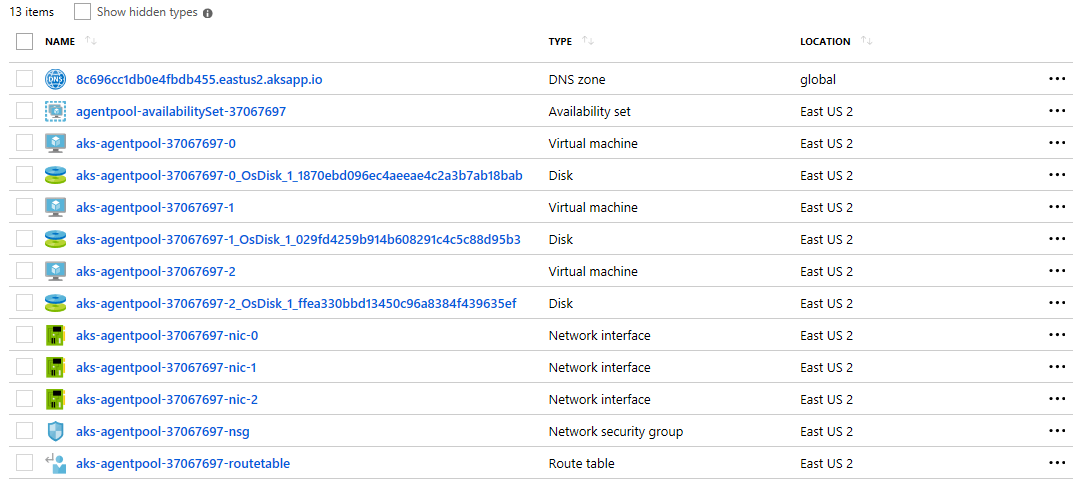 13 items Show hidden types
NAME TYPE LOCATION
DNS 8c696cc1db0e4fbdb455.eastus2.aksapp.io DNS zone global ...
agentpool-availabilitySet-37067697 Availability set East US 2 ...
aks-agentpool-37067697-0 Virtual machine East US 2 ...
aks-agentpool-37067697-0_OsDisk_1_1870ebd096ec4aeeae4c2a3b7ab18bab Disk East US 2 ...
aks-agentpool-37067697-1 Virtual machine East US 2 ...
aks-agentpool-37067697-1_OsDisk_1_029fd4259b914b608291c4c5c88d95b3 Disk East US 2 ...
aks-agentpool-37067697-2 Virtual machine East US 2 ...
aks-agentpool-37067697-2_OsDisk_1_ffea330bbd13450c96a8384f439635ef Disk East US 2 ...
aks-agentpool-37067697-nic-0 Network interface East US 2 ...
aks-agentpool-37067697-nic-1 Network interface East US 2 ...
aks-agentpool-37067697-nic-2 Network interface East US 2 ...
aks-agentpool-37067697-nsg Network security group East US 2 ...
aks-agentpool-37067697-routetable Route table East US 2 ...